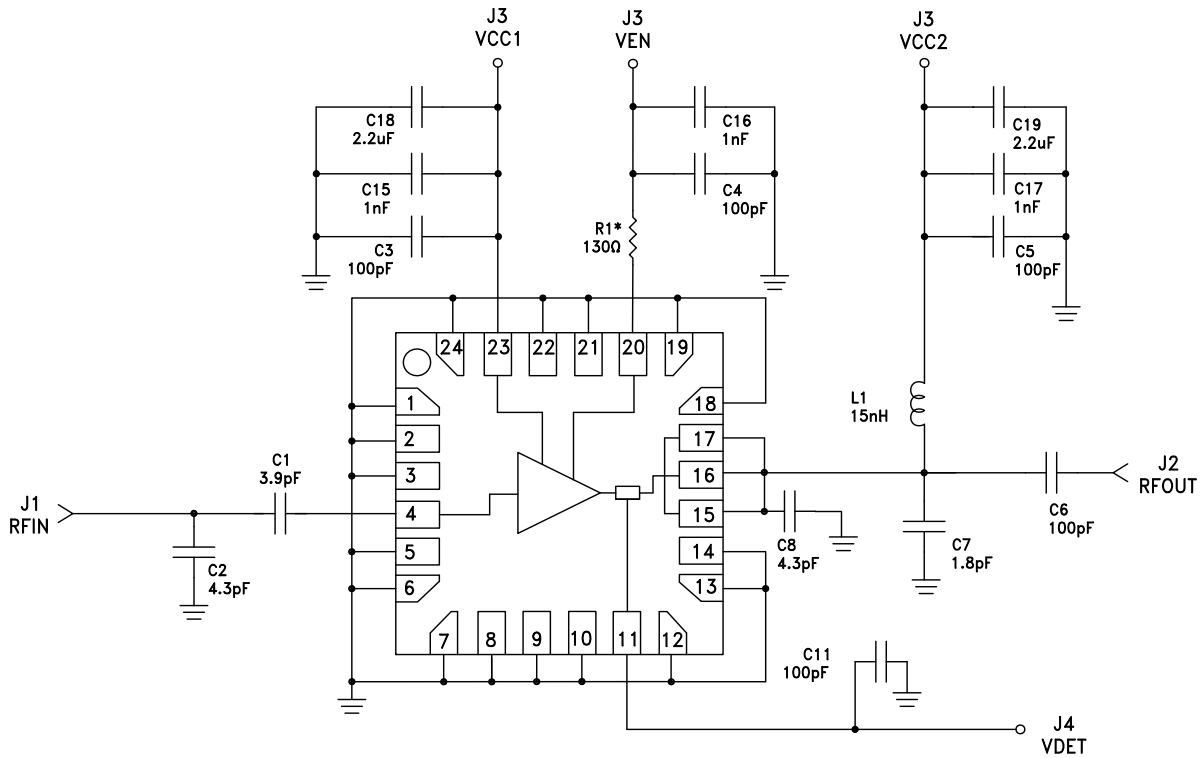 J3
VCC1
J3
VEN
J3
VCC2
C18
2.2uF
C16
1nF
C19
2.2uF
C15
1nF
C4
100pF
C17
1nF
C3
100pF
R1*
130Ω
C5
100pF
24
23
22
21
20
19
1
18
L1
15nH
2
17
3
16
4
15
5
14
6
13
C1
3.9pF
J1
RFIN
J2
RFOUT
C6
100pF
C2
4.3pF
C8
4.3pF
C7
1.8pF
7
8
9
10
11
12
C11
100pF
J4
VDET